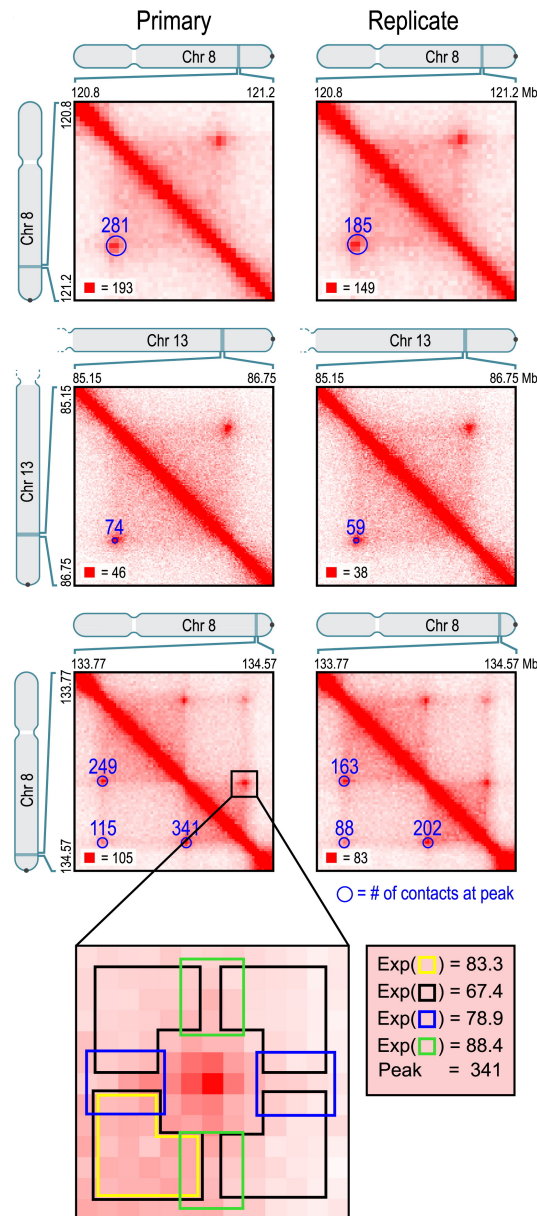 Primary
Replicate
Chr 8
Chr 8
120.8
121.2
120.8
121.2 Mb
120.8
Chr 8
121.2
281
= 193
185
= 149
Chr 13
Chr 13
85.15
86.75
85.15
86.75 Mb
85.15
Chr 13
86.75
74
= 46
59
= 38
Chr 8
Chr 8
133.77
134.57
133.77
134.57 Mb
133.77
Chr 8
134.57
249
115
341
= 105
163
88
202
= 83
= # of contacts at peak
Exp( ) = 83.3
Exp( ) = 67.4
Exp( ) = 78.9
Exp( ) = 88.4
Peak = 341